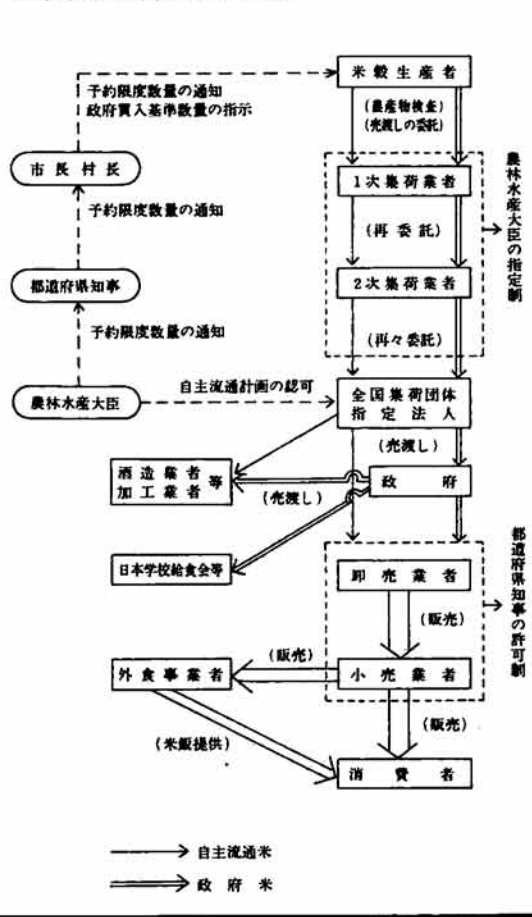 米穀生産者
予約限度数量の通知
政府買入基準数量の指示
(農産物検査)
(売渡しの委託)
市長村長
1次集荷業者
農林水産大臣の指定制
予約限度数量の通知
(再委託)
都道府県知事
2次集荷業者
予約限度数量の通知
(再々委託)
自主流通計画の認可
農林水産大臣
全国集荷団体
指定法人
(売渡し)
酒造業者等
加工業者
(売渡し)
政府
日本学校給食会等
卸売業者
都道府県知事の許可制
(販売)
(販売)
外食事業者
小売業者
(販売)
(米飯提供)
消費者
自主流通米
政府米